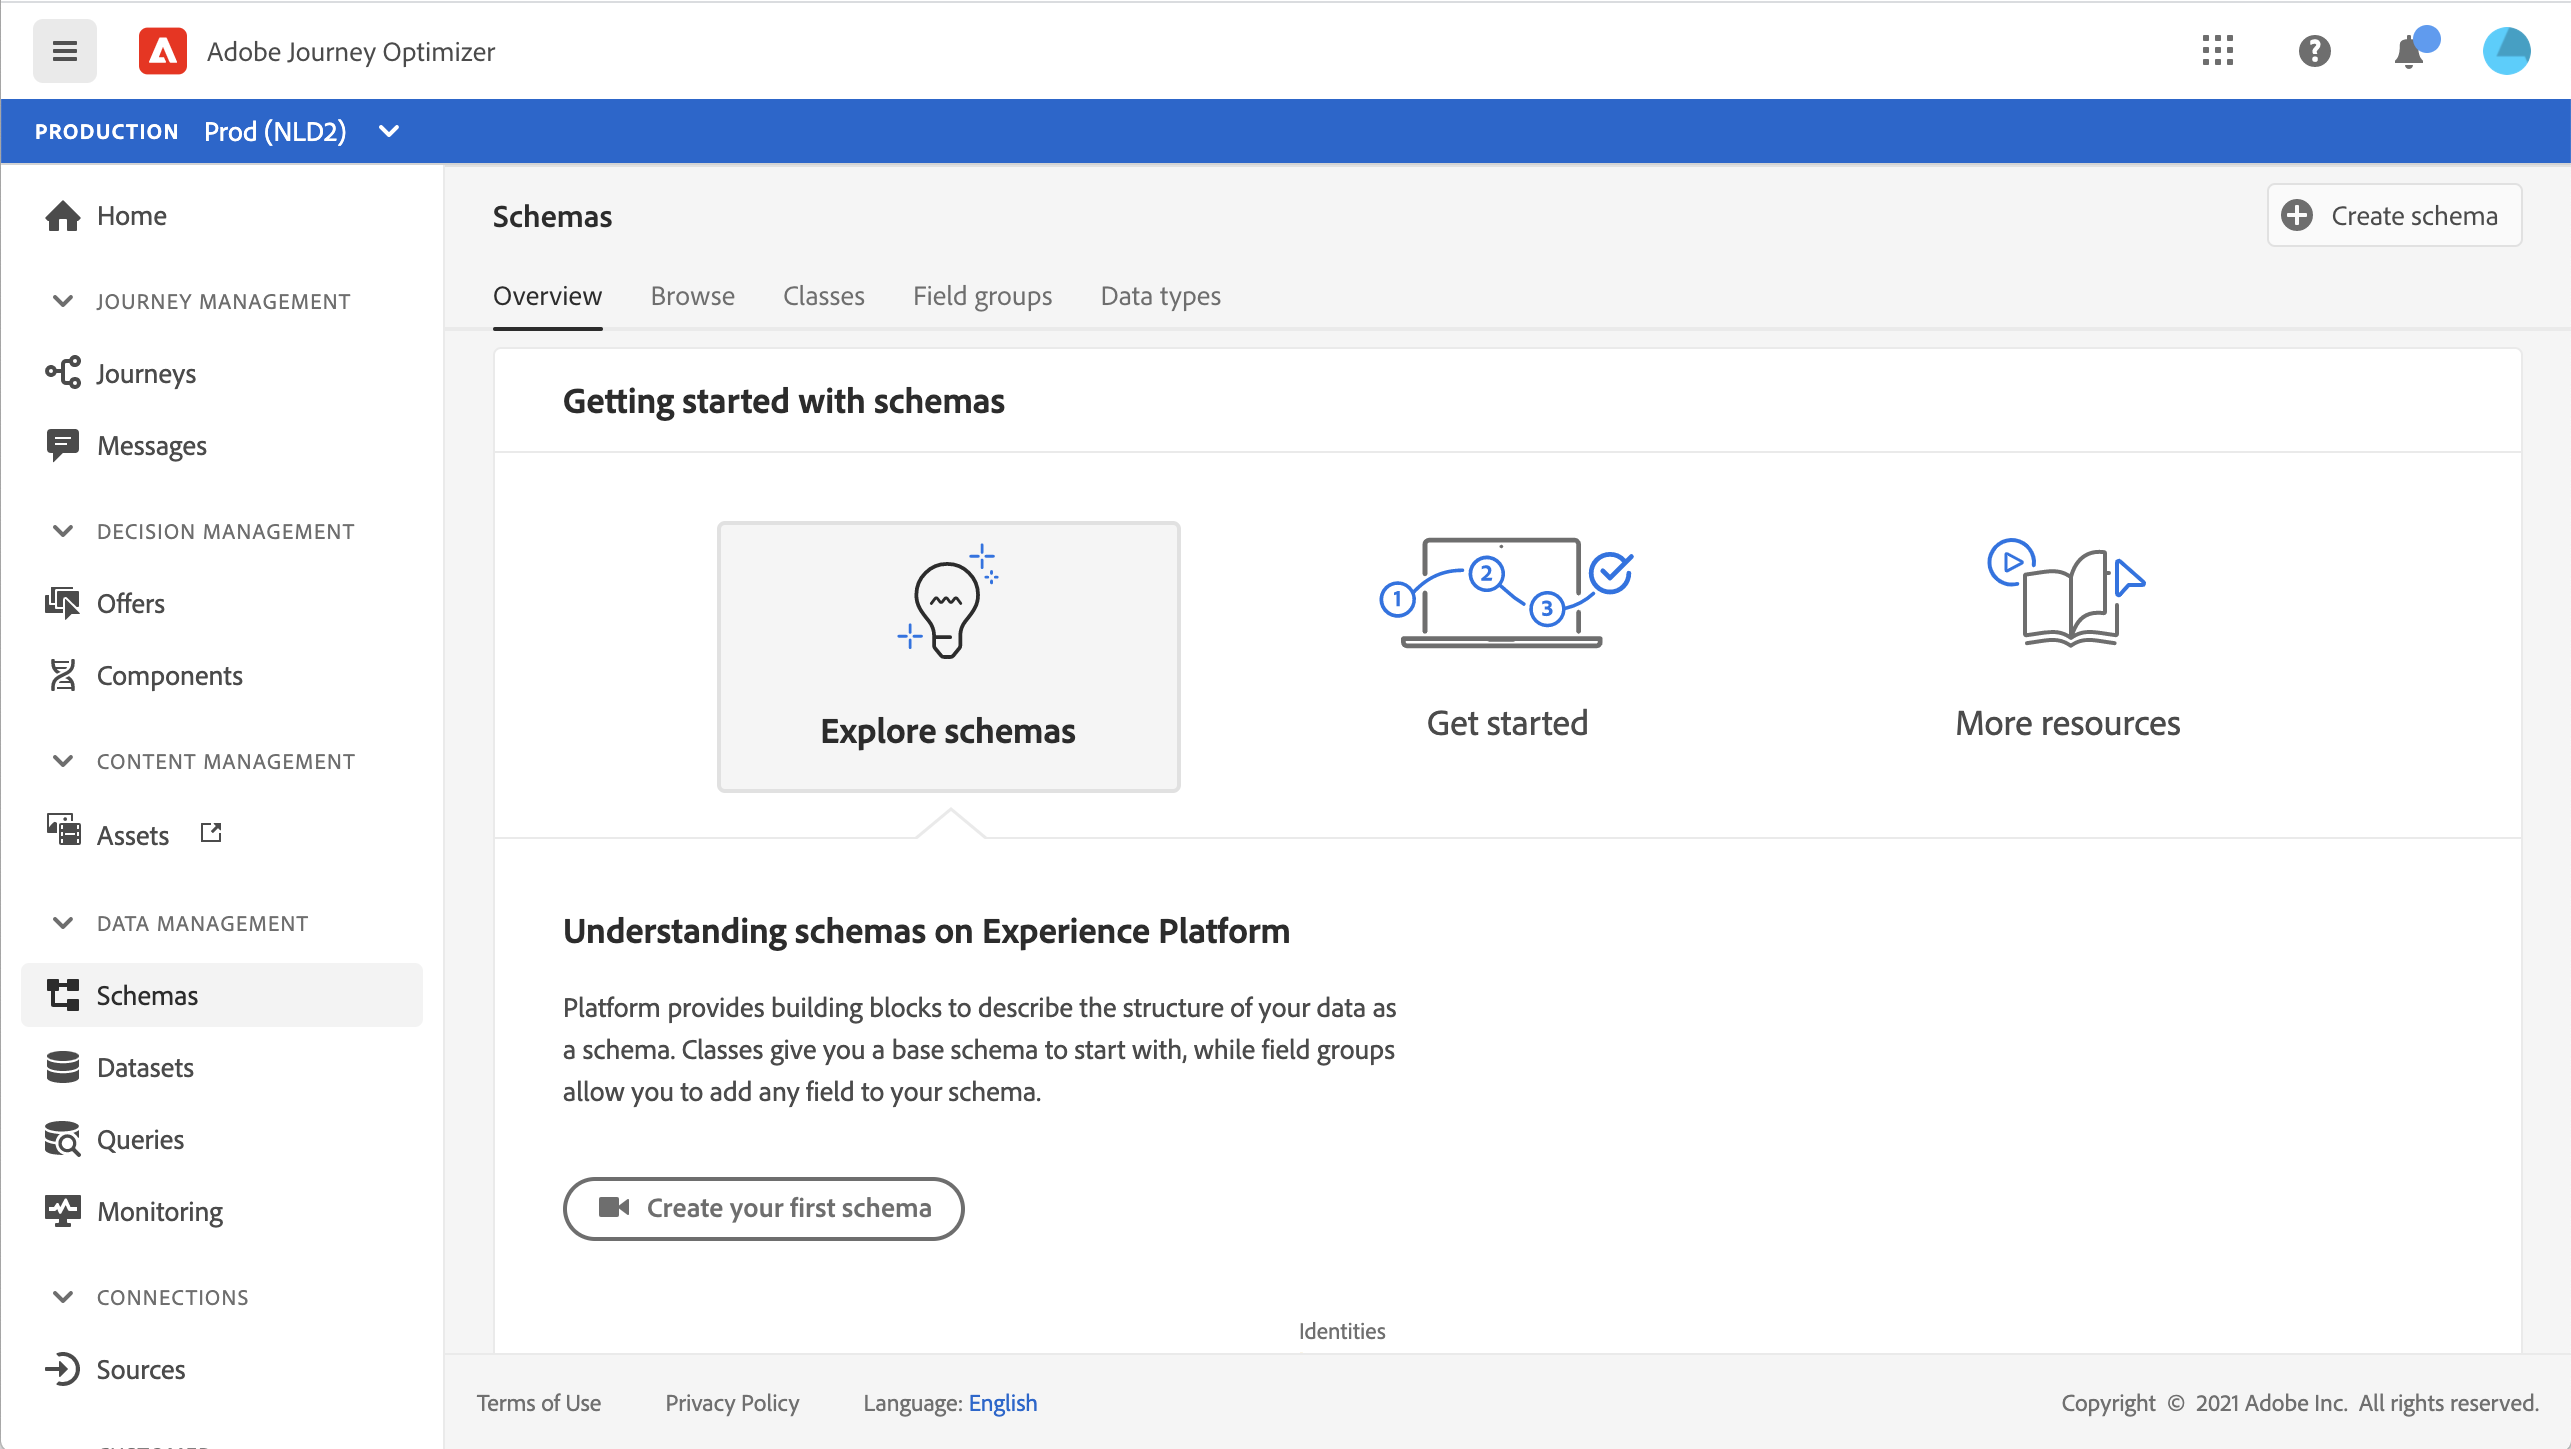 Adobe Journey Optimizer
PRODUCTION Prod (NLD2)
Home
JOURNEY MANAGEMENT
Journeys
Messages
DECISION MANAGEMENT
Offers
Components
CONTENT MANAGEMENT
Assets
DATA MANAGEMENT
Schemas
Datasets
Queries
Monitoring
CONNECTIONS
Sources
Schemas
Create schema
Overview Browse Classes Field groups Data types
Getting started with schemas
Explore schemas
1 2 3
Get started
More resources
Understanding schemas on Experience Platform
Platform provides building blocks to describe the structure of your data as
a schema. Classes give you a base schema to start with, while field groups
allow you to add any field to your schema.
Create your first schema
Identities
Terms of Use Privacy Policy Language: English Copyright © 2021 Adobe Inc. All rights reserved.